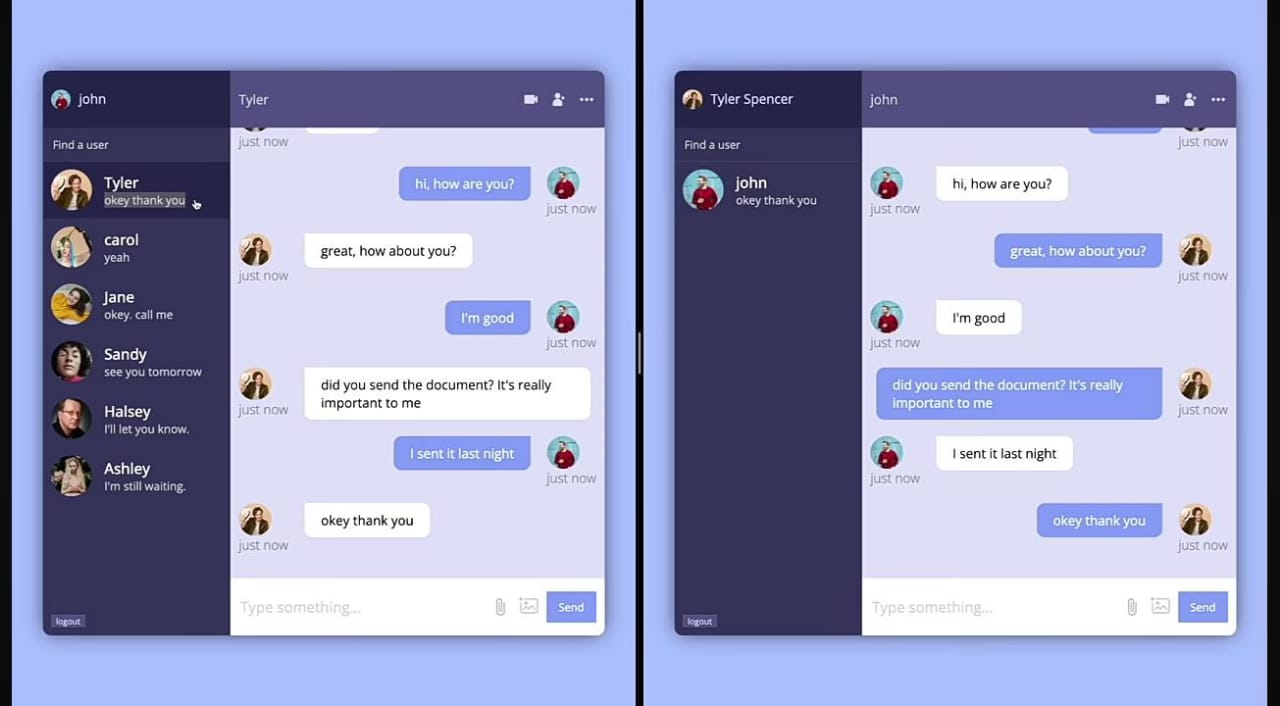 john
Find a user
Tyler
okey thank you
carol
yeah
Jane
okey. call me
Sandy
see you tomorrow
Halsey
I'll let you know.
Ashley
I'm still waiting.
logout
Tyler
just now
hi, how are you?
just now
great, how about you?
just now
I'm good
just now
did you send the document? It's really
important to me
just now
I sent it last night
just now
okey thank you
just now
Type something...
Send
Tyler Spencer
Find a user
john
okey thank you
logout
john
just now
hi, how are you?
just now
great, how about you?
just now
I'm good
just now
did you send the document? It's really
important to me
just now
I sent it last night
just now
okey thank you
just now
Type something...
Send